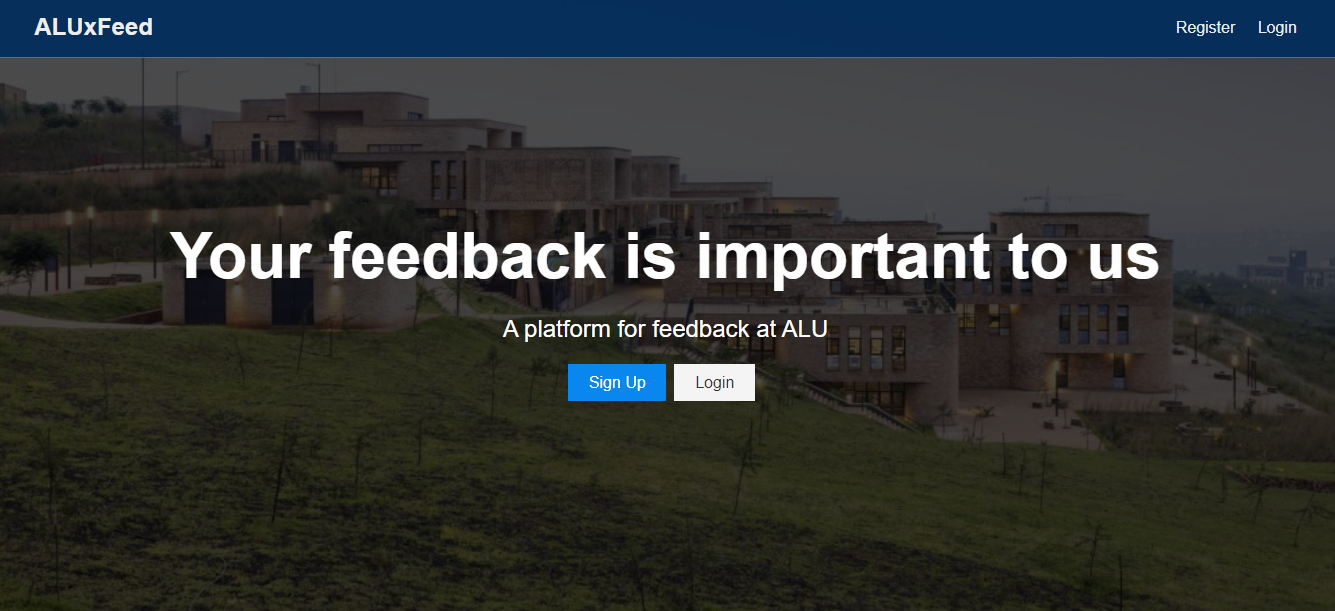 ALUxFeed
Register Login
Your feedback is important to us
A platform for feedback at ALU
Sign Up Login